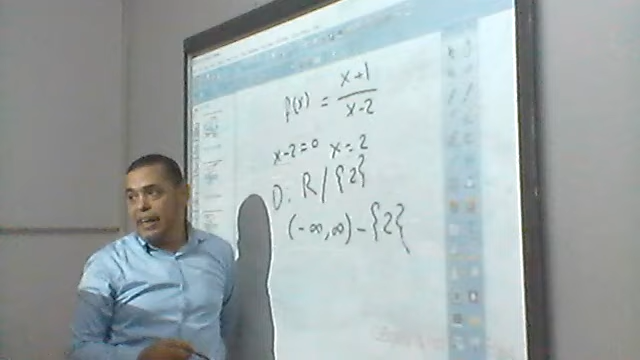 f(x) = x+1 / x-2
x-2=0 x=2
D. R/{2}
(-∞,∞)-{2}